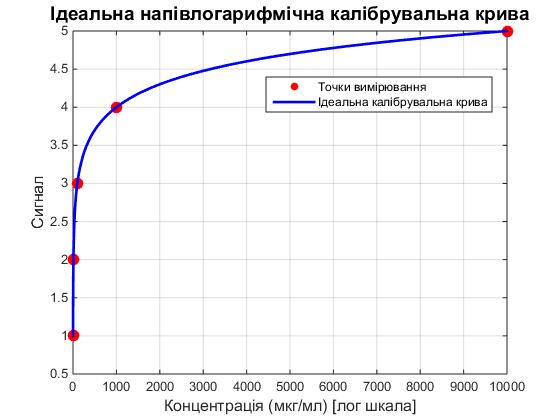 Ідеальна напівлогарифмічна калібрувальна крива
5
4.5
4
3.5
3
2.5
2
1.5
1
0.5
Сигнал
Точки вимірювання
Ідеальна калібрувальна крива
0 1000 2000 3000 4000 5000 6000 7000 8000 9000 10000
Концентрація (мкг/мл) [лог шкала]